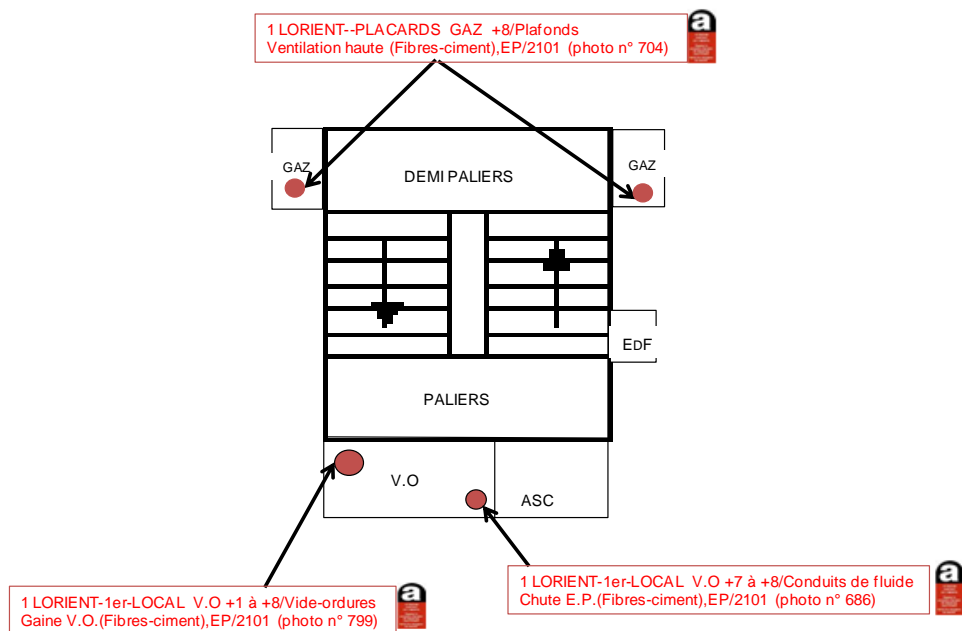 1 LORIENT--PLACARDS GAZ +8/Plafonds
Ventilation haute (Fibres-ciment),EP/2101 (photo n° 704)
a
GAZ
GAZ
DEMI PALIERS
EDF
PALIERS
V.O
ASC
1 LORIENT-1er-LOCAL V.O +7 à +8/Conduits de fluide
Chute E.P.(Fibres-ciment),EP/2101 (photo n° 686)
a
1 LORIENT-1er-LOCAL V.O +1 à +8/Vide-ordures
Gaine V.O.(Fibres-ciment),EP/2101 (photo n° 799)
a